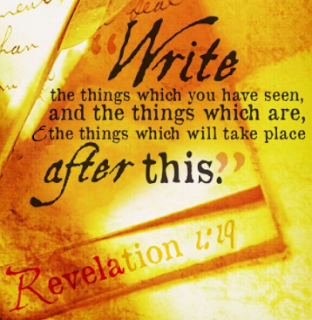 "Write
the things which you have seen,
and the things which are,
& the things which will take place
after this."
Revelation 1:19